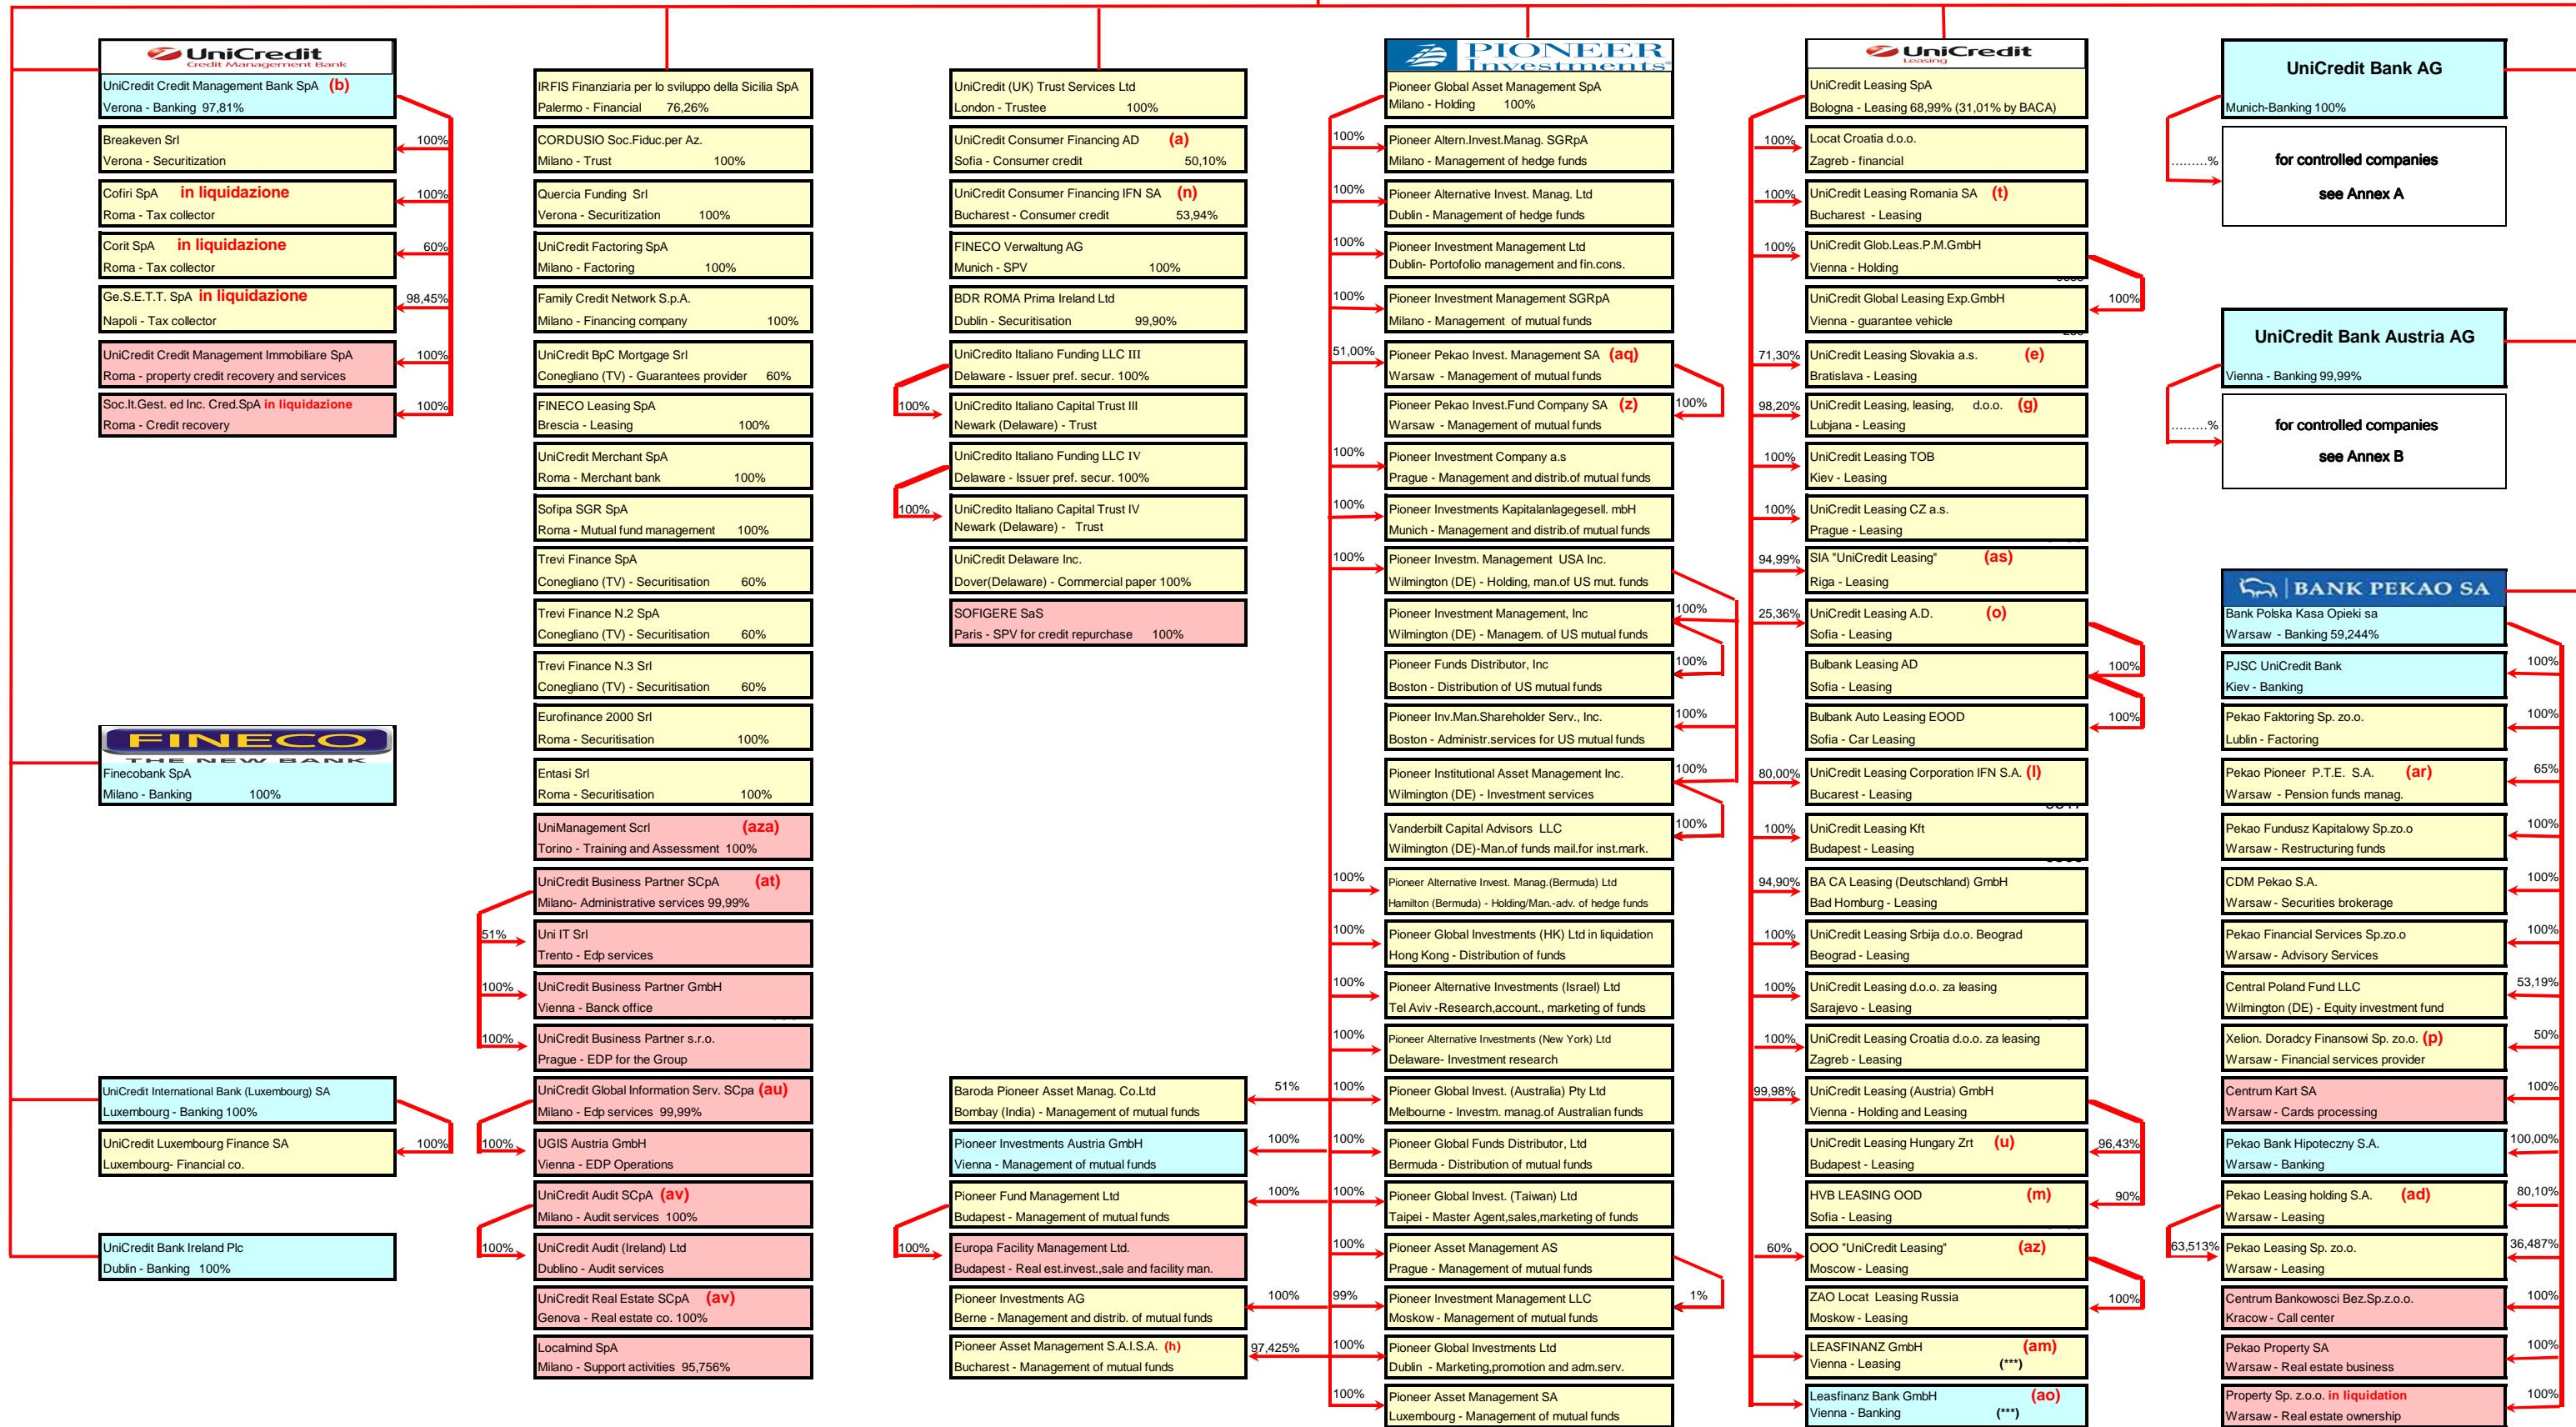 UniCredit
Credit Management Bank
UniCredit Credit Management Bank SpA (b)
Verona - Banking 97,81%
Breakeven Srl
Verona - Securitization
100%
Cofiri SpA in liquidazione
Roma - Tax collector
100%
Corit SpA in liquidazione
Roma - Tax collector
60%
Ge.S.E.T.T. SpA in liquidazione
Napoli - Tax collector
98,45%
UniCredit Credit Management Immobiliare SpA
Roma - property credit recovery and services
100%
Soc.It.Gest. ed Inc. Cred.SpA in liquidazione
Roma - Credit recovery
100%
FINECO
THE NEW BANK
Finecobank SpA
Milano - Banking 100%
UniCredit International Bank (Luxembourg) SA
Luxembourg - Banking 100%
UniCredit Luxembourg Finance SA
Luxembourg- Financial co.
100%
UniCredit Bank Ireland Plc
Dublin - Banking 100%
IRFIS Finanziaria per lo sviluppo della Sicilia SpA
Palermo - Financial 76,26%
CORDUSIO Soc.Fiduc.per Az.
Milano - Trust 100%
Quercia Funding Srl
Verona - Securitization 100%
UniCredit Factoring SpA
Milano - Factoring 100%
Family Credit Network S.p.A.
Milano - Financing company 100%
UniCredit BpC Mortgage Srl
Conegliano (TV) - Guarantees provider 60%
FINECO Leasing SpA
Brescia - Leasing 100%
UniCredit Merchant SpA
Roma - Merchant bank 100%
Sofipa SGR SpA
Roma - Mutual fund management 100%
Trevi Finance SpA
Conegliano (TV) - Securitisation 60%
Trevi Finance N.2 SpA
Conegliano (TV) - Securitisation 60%
Trevi Finance N.3 Srl
Conegliano (TV) - Securitisation 60%
Eurofinance 2000 Srl
Roma - Securitisation 100%
Entasi Srl
Roma - Securitisation 100%
UniManagement Scrl (aza)
Torino - Training and Assessment 100%
UniCredit Business Partner SCpA (at)
Milano- Administrative services 99,99%
51%
Uni IT Srl
Trento - Edp services
100%
UniCredit Business Partner GmbH
Vienna - Banck office
100%
UniCredit Business Partner s.r.o.
Prague - EDP for the Group
UniCredit Global Information Serv. SCpa (au)
Milano - Edp services 99,99%
100%
UGIS Austria GmbH
Vienna - EDP Operations
UniCredit Audit SCpA (av)
Milano - Audit services 100%
100%
UniCredit Audit (Ireland) Ltd
Dublino - Audit services
UniCredit Real Estate SCpA (av)
Genova - Real estate co. 100%
Localmind SpA
Milano - Support activities 95,756%
UniCredit (UK) Trust Services Ltd
London - Trustee 100%
UniCredit Consumer Financing AD (a)
Sofia - Consumer credit 50,10%
UniCredit Consumer Financing IFN SA (n)
Bucharest - Consumer credit 53,94%
FINECO Verwaltung AG
Munich - SPV 100%
BDR ROMA Prima Ireland Ltd
Dublin - Securitisation 99,90%
UniCredito Italiano Funding LLC III
Delaware - Issuer pref. secur. 100%
100%
UniCredito Italiano Capital Trust III
Newark (Delaware) - Trust
UniCredito Italiano Funding LLC IV
Delaware - Issuer pref. secur. 100%
100%
UniCredito Italiano Capital Trust IV
Newark (Delaware) - Trust
UniCredit Delaware Inc.
Dover(Delaware) - Commercial paper 100%
SOFIGERE SaS
Paris - SPV for credit repurchase 100%
Baroda Pioneer Asset Manag. Co.Ltd
Bombay (India) - Management of mutual funds
51%
Pioneer Investments Austria GmbH
Vienna - Management of mutual funds
100%
Pioneer Fund Management Ltd
Budapest - Management of mutual funds
100%
100%
Europa Facility Management Ltd.
Budapest - Real est.invest.,sale and facility man.
Pioneer Investments AG
Berne - Management and distrib. of mutual funds
100%
Pioneer Asset Management S.A.I.S.A. (h)
Bucharest - Management of mutual funds
97,425%
PIONEER
Investments®
Pioneer Global Asset Management SpA
Milano - Holding 100%
100%
Pioneer Altern.Invest.Manag. SGRpA
Milano - Management of hedge funds
100%
Pioneer Alternative Invest. Manag. Ltd
Dublin - Management of hedge funds
100%
Pioneer Investment Management Ltd
Dublin- Portofolio management and fin.cons.
100%
Pioneer Investment Management SGRpA
Milano - Management of mutual funds
51,00%
Pioneer Pekao Invest. Management SA (aq)
Warsaw - Management of mutual funds
Pioneer Pekao Invest.Fund Company SA (z)
Warsaw - Management of mutual funds
100%
100%
Pioneer Investment Company a.s
Prague - Management and distrib.of mutual funds
100%
Pioneer Investments Kapitalanlagegesell. mbH
Munich - Management and distrib.of mutual funds
100%
Pioneer Investm. Management USA Inc.
Wilmington (DE) - Holding, man.of US mut. funds
Pioneer Investment Management, Inc
Wilmington (DE) - Managem. of US mutual funds
100%
Pioneer Funds Distributor, Inc
Boston - Distribution of US mutual funds
100%
Pioneer Inv.Man.Shareholder Serv., Inc.
Boston - Administr.services for US mutual funds
100%
Pioneer Institutional Asset Management Inc.
Wilmington (DE) - Investment services
100%
Vanderbilt Capital Advisors LLC
Wilmington (DE)-Man.of funds mail.for inst.mark.
100%
100%
Pioneer Alternative Invest. Manag.(Bermuda) Ltd
Hamilton (Bermuda) - Holding/Man.-adv. of hedge funds
100%
Pioneer Global Investments (HK) Ltd in liquidation
Hong Kong - Distribution of funds
100%
Pioneer Alternative Investments (Israel) Ltd
Tel Aviv -Research,account., marketing of funds
100%
Pioneer Alternative Investments (New York) Ltd
Delaware- Investment research
100%
Pioneer Global Invest. (Australia) Pty Ltd
Melbourne - Investm. manag.of Australian funds
100%
Pioneer Global Funds Distributor, Ltd
Bermuda - Distribution of mutual funds
100%
Pioneer Global Invest. (Taiwan) Ltd
Taipei - Master Agent,sales,marketing of funds
100%
Pioneer Asset Management AS
Prague - Management of mutual funds
99%
Pioneer Investment Management LLC
Moskow - Management of mutual funds
1%
100%
Pioneer Global Investments Ltd
Dublin - Marketing,promotion and adm.serv.
100%
Pioneer Asset Management SA
Luxembourg - Management of mutual funds
UniCredit
Leasing
UniCredit Leasing SpA
Bologna - Leasing 68,99% (31,01% by BACA)
100%
Locat Croatia d.o.o.
Zagreb - financial
100%
UniCredit Leasing Romania SA (t)
Bucharest - Leasing
100%
UniCredit Glob.Leas.P.M.GmbH
Vienna - Holding
UniCredit Global Leasing Exp.GmbH
Vienna - guarantee vehicle
100%
71,30%
UniCredit Leasing Slovakia a.s. (e)
Bratislava - Leasing
98,20%
UniCredit Leasing, leasing, d.o.o. (g)
Lubjana - Leasing
100%
UniCredit Leasing TOB
Kiev - Leasing
100%
UniCredit Leasing CZ a.s.
Prague - Leasing
94,99%
SIA "UniCredit Leasing" (as)
Riga - Leasing
25,36%
UniCredit Leasing A.D. (o)
Sofia - Leasing
Bulbank Leasing AD
Sofia - Leasing
100%
Bulbank Auto Leasing EOOD
Sofia - Car Leasing
100%
80,00%
UniCredit Leasing Corporation IFN S.A. (l)
Bucarest - Leasing
100%
UniCredit Leasing Kft
Budapest - Leasing
94,90%
BA CA Leasing (Deutschland) GmbH
Bad Homburg - Leasing
100%
UniCredit Leasing Srbija d.o.o. Beograd
Beograd - Leasing
100%
UniCredit Leasing d.o.o. za leasing
Sarajevo - Leasing
100%
UniCredit Leasing Croatia d.o.o. za leasing
Zagreb - Leasing
99,98%
UniCredit Leasing (Austria) GmbH
Vienna - Holding and Leasing
UniCredit Leasing Hungary Zrt (u)
Budapest - Leasing
96,43%
HVB LEASING OOD (m)
Sofia - Leasing
90%
60%
OOO "UniCredit Leasing" (az)
Moscow - Leasing
ZAO Locat Leasing Russia
Moskow - Leasing
100%
LEASFINANZ GmbH (am)
Vienna - Leasing (***)
Leasfinanz Bank GmbH (ao)
Vienna - Banking (***)
UniCredit Bank AG
Munich-Banking 100%
.........%
for controlled companies
see Annex A
UniCredit Bank Austria AG
Vienna - Banking 99,99%
.........%
for controlled companies
see Annex B
BANK PEKAO SA
Bank Polska Kasa Opieki sa
Warsaw - Banking 59,244%
PJSC UniCredit Bank
Kiev - Banking
100%
Pekao Faktoring Sp. zo.o.
Lublin - Factoring
100%
Pekao Pioneer P.T.E. S.A. (ar)
Warsaw - Pension funds manag.
65%
Pekao Fundusz Kapitalowy Sp.zo.o
Warsaw - Restructuring funds
100%
CDM Pekao S.A.
Warsaw - Securities brokerage
100%
Pekao Financial Services Sp.zo.o
Warsaw - Advisory Services
100%
Central Poland Fund LLC
Wilmington (DE) - Equity investment fund
53,19%
Xelion. Doradcy Finansowi Sp. zo.o. (p)
Warsaw - Financial services provider
50%
Centrum Kart SA
Warsaw - Cards processing
100%
Pekao Bank Hipoteczny S.A.
Warsaw - Banking
100,00%
Pekao Leasing holding S.A. (ad)
Warsaw - Leasing
80,10%
63,513%
Pekao Leasing Sp. zo.o.
Warsaw - Leasing
36,487%
Centrum Bankowosci Bez.Sp.z.o.o.
Kracow - Call center
100%
Pekao Property SA
Warsaw - Real estate business
100%
Property Sp. z.o.o. in liquidation
Warsaw - Real estate ownership
100%